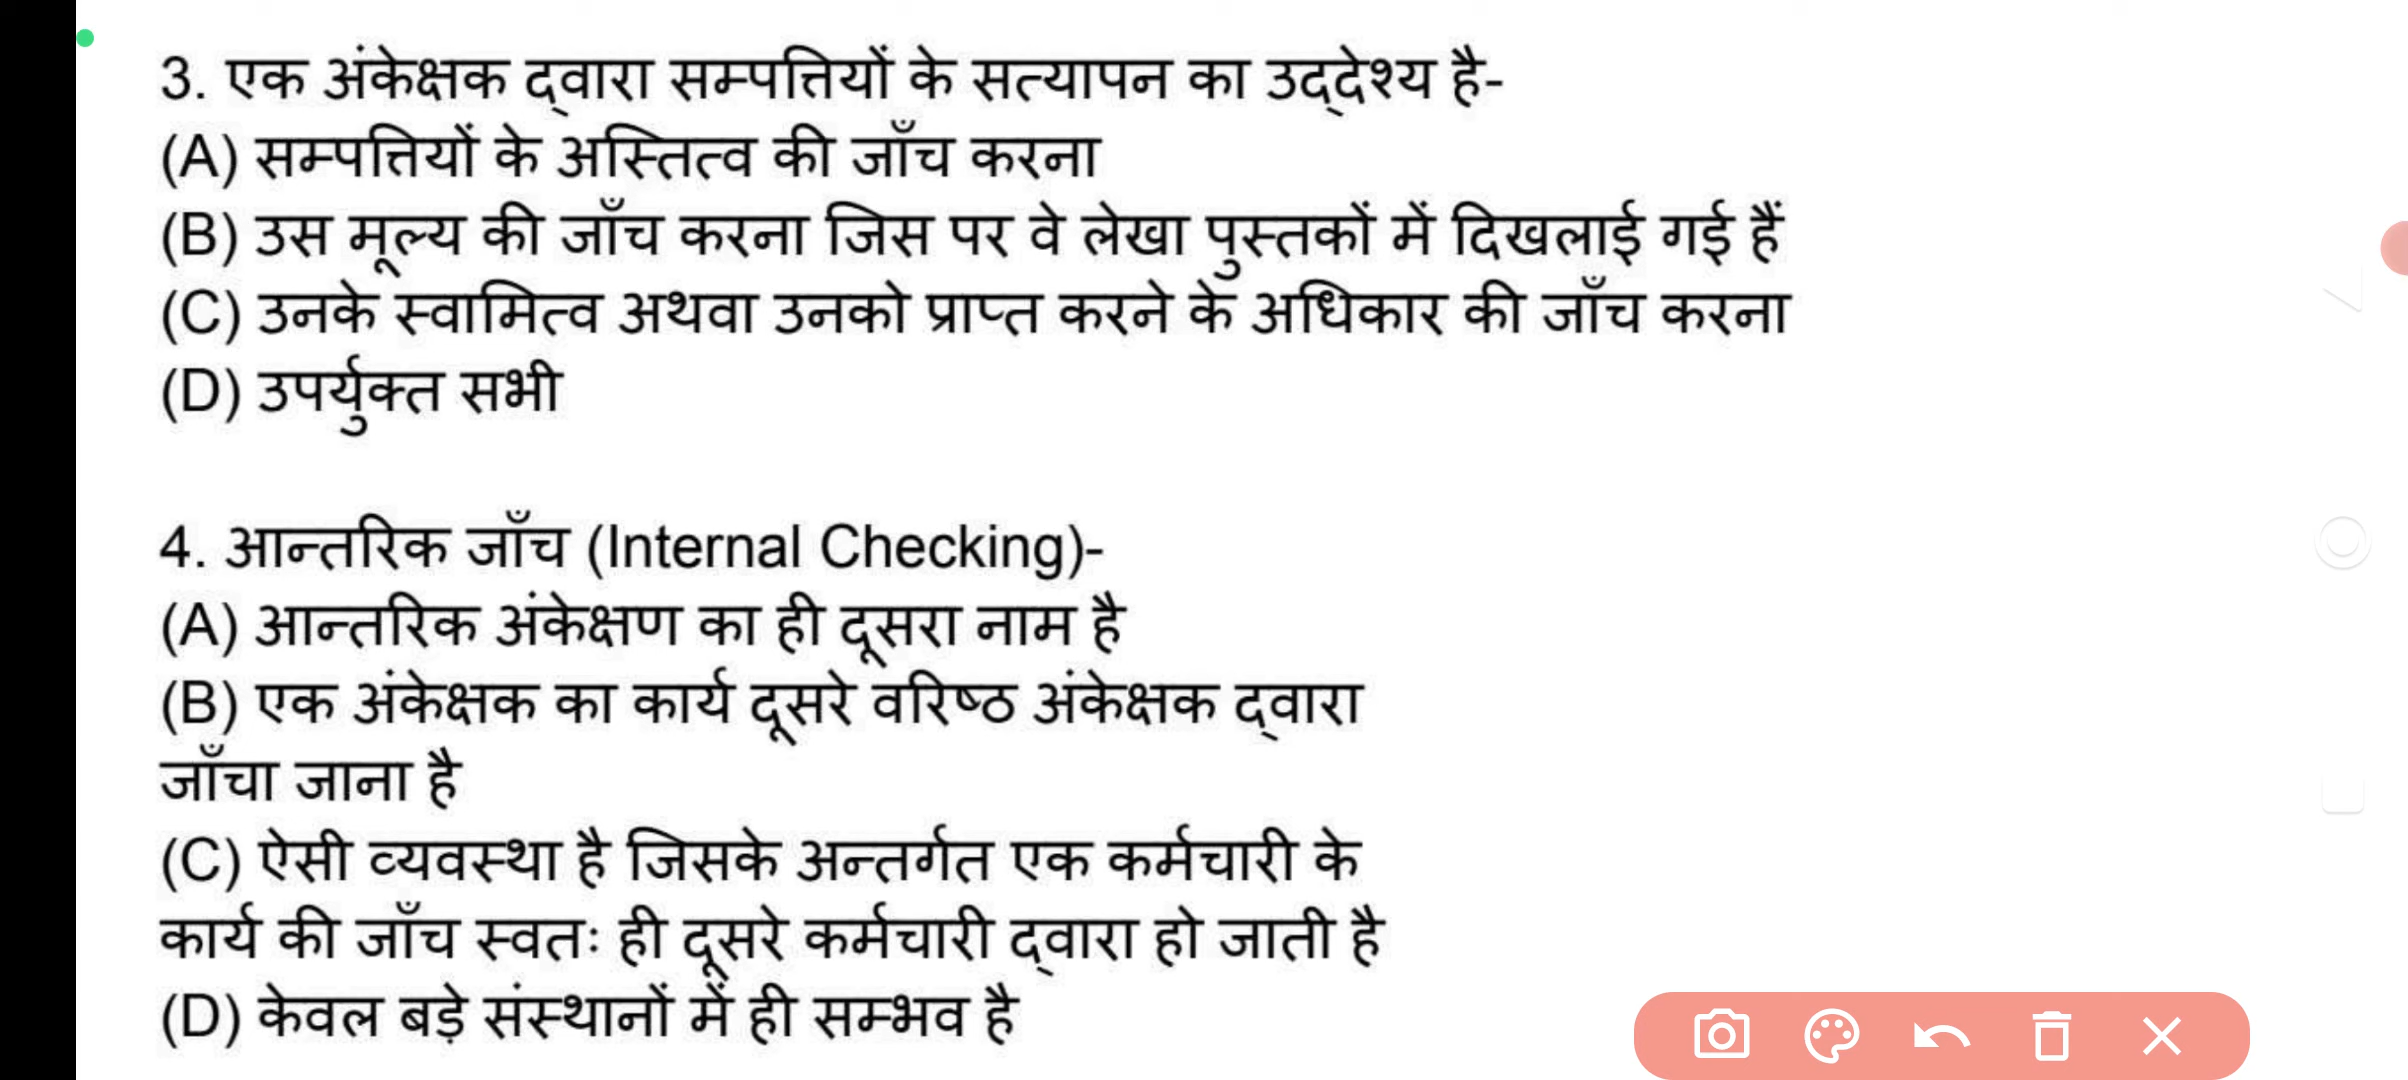 3. एक अंकेक्षक द्वारा सम्पत्तियों के सत्यापन का उद्देश्य है-
(A) सम्पत्तियों के अस्तित्व की जाँच करना
(B) उस मूल्य की जाँच करना जिस पर वे लेखा पुस्तकों में दिखलाई गई हैं
(C) उनके स्वामित्व अथवा उनको प्राप्त करने के अधिकार की जाँच करना
(D) उपर्युक्त सभी
4. आन्तरिक जाँच (Internal Checking)-
(A) आन्तरिक अंकेक्षण का ही दूसरा नाम है
(B) एक अंकेक्षक का कार्य दूसरे वरिष्ठ अंकेक्षक द्वारा
जाँचा जाना है
(C) ऐसी व्यवस्था है जिसके अन्तर्गत एक कर्मचारी के
कार्य की जाँच स्वतः ही दूसरे कर्मचारी द्वारा हो जाती है
(D) केवल बड़े संस्थानों में ही सम्भव है